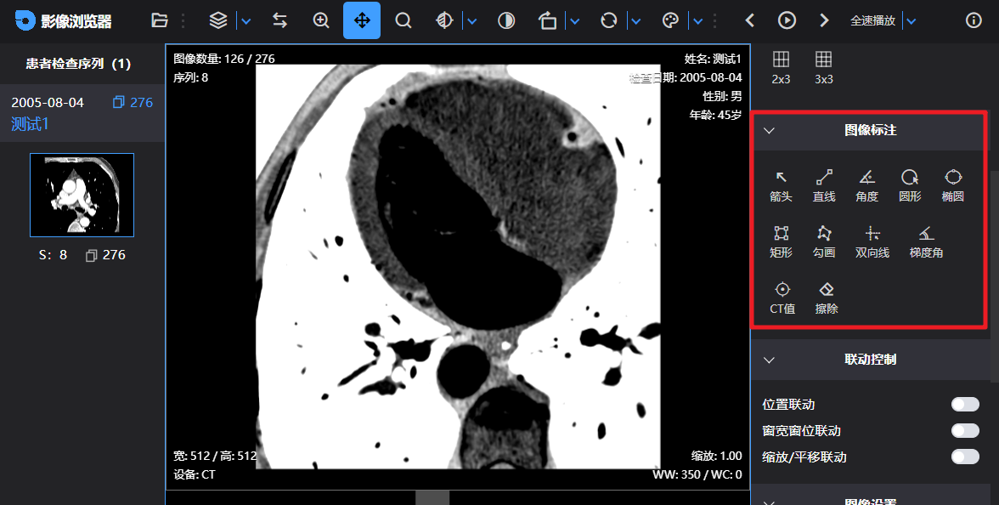 影像浏览器
全速播放
患者检查序列 (1)
2005-08-04 276
测试1
S: 8 276
图像数量: 126 / 276
序列: 8
姓名: 测试1
检查日期: 2005-08-04
性别: 男
年龄: 45岁
宽: 512 / 高: 512
设备: CT
缩放: 1.00
WW: 350 / WC: 0
2x3 3x3
图像标注
箭头 直线 角度 圆形 椭圆
矩形 勾画 双向线 梯度角
CT值 擦除
联动控制
位置联动
窗宽窗位联动
缩放/平移联动
图像设置